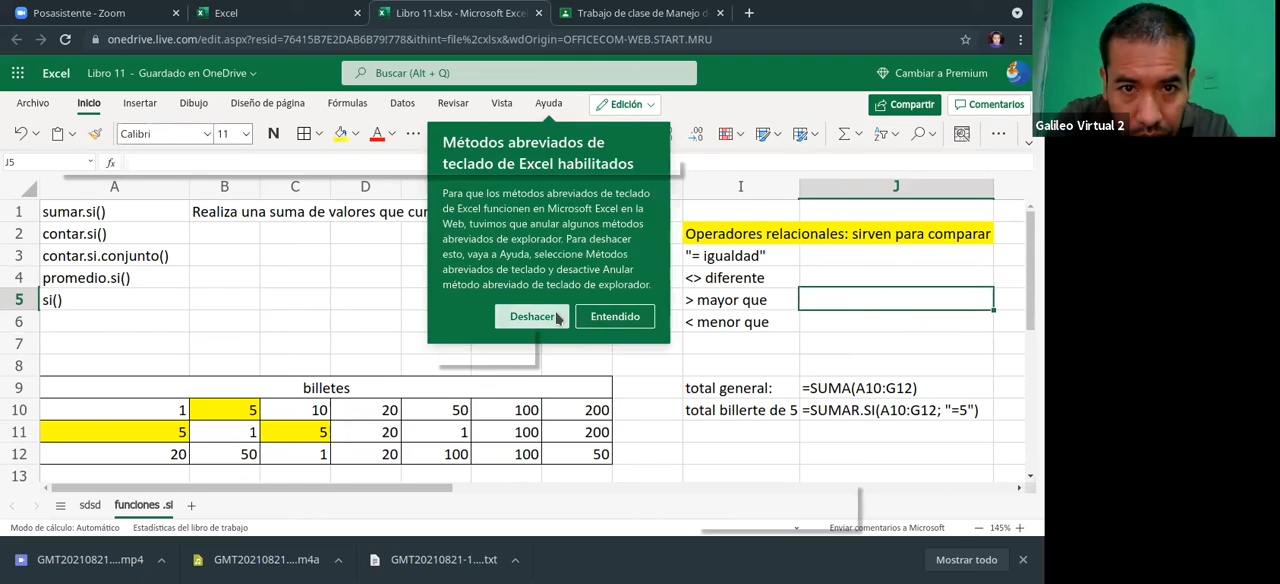 Posasistente - Zoom
Excel
Libro 11.xlsx - Microsoft Exce
Trabajo de clase de Manejo d
onedrive.live.com/edit.aspx?resid=76415B7E2DAB6B79!778&ithint=file%2cxlsx&wdOrigin=OFFICECOM-WEB.START.MRU
Excel
Libro 11 - Guardado en OneDrive
Buscar (Alt + Q)
Cambiar a Premium
Archivo Inicio Insertar Dibujo Diseño de página Fórmulas Datos Revisar Vista Ayuda Edición Compartir Comentarios
Galileo Virtual 2
Calibri 11 N A
Métodos abreviados de
teclado de Excel habilitados
Para que los métodos abreviados de teclado
de Excel funcionen en Microsoft Excel en la
Web, tuvimos que anular algunos métodos
abreviados de explorador. Para deshacer
esto, vaya a Ayuda, seleccione Métodos
abreviados de teclado y desactive Anular
método abreviado de teclado de explorador.
Deshacer Entendido
J5 fx
A B C D I J
1 sumar.si() Realiza una suma de valores que cum
2 contar.si() Operadores relacionales: sirven para comparar
3 contar.si.conjunto() "= igualdad"
4 promedio.si() <> diferente
5 si() > mayor que
6 < menor que
7
8
9 billetes total general: =SUMA(A10:G12)
10 1 5 10 20 50 100 200 total billerte de 5 =SUMAR.SI(A10:G12; "=5")
11 5 1 5 20 1 100 200
12 20 50 1 20 100 100 50
13
sdsd funciones .si
Modo de cálculo: Automático Estadísticas del libro de trabajo Enviar comentarios a Microsoft 145%
GMT20210821....mp4 GMT20210821....m4a GMT20210821-1....txt Mostrar todo